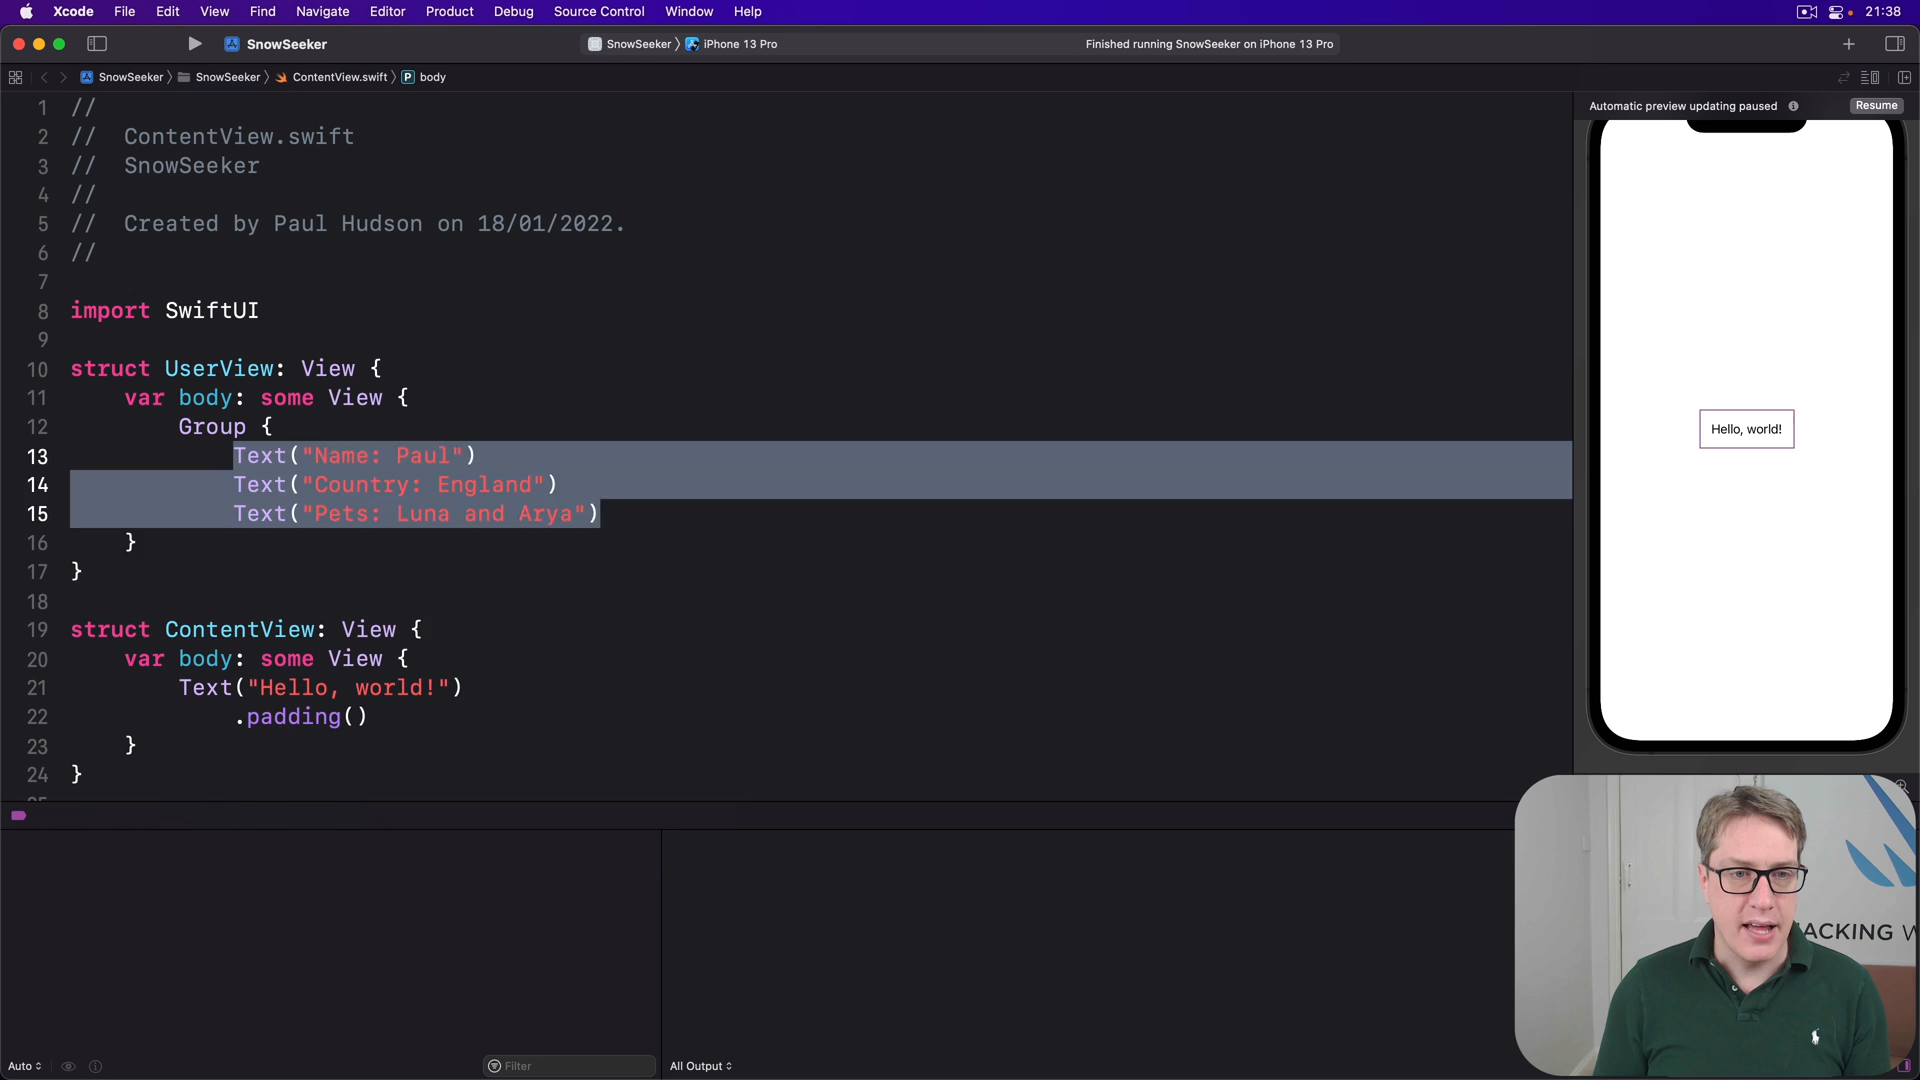 Xcode File Edit View Find Navigate Editor Product Debug Source Control Window Help 21:38
SnowSeeker
SnowSeeker 〉 iPhone 13 Pro
Finished running SnowSeeker on iPhone 13 Pro
SnowSeeker 〉 SnowSeeker 〉 ContentView.swift 〉 P body
Automatic preview updating paused
Resume
1 //
2 //  ContentView.swift
3 //  SnowSeeker
4 //
5 //  Created by Paul Hudson on 18/01/2022.
6 //
7
8 import SwiftUI
9
10 struct UserView: View {
11     var body: some View {
12         Group {
13             Text("Name: Paul")
14             Text("Country: England")
15             Text("Pets: Luna and Arya")
16     }
17 }
18
19 struct ContentView: View {
20     var body: some View {
21         Text("Hello, world!")
22             .padding()
23     }
24 }
25
Hello, world!
ACKING W
Auto
Filter
All Output